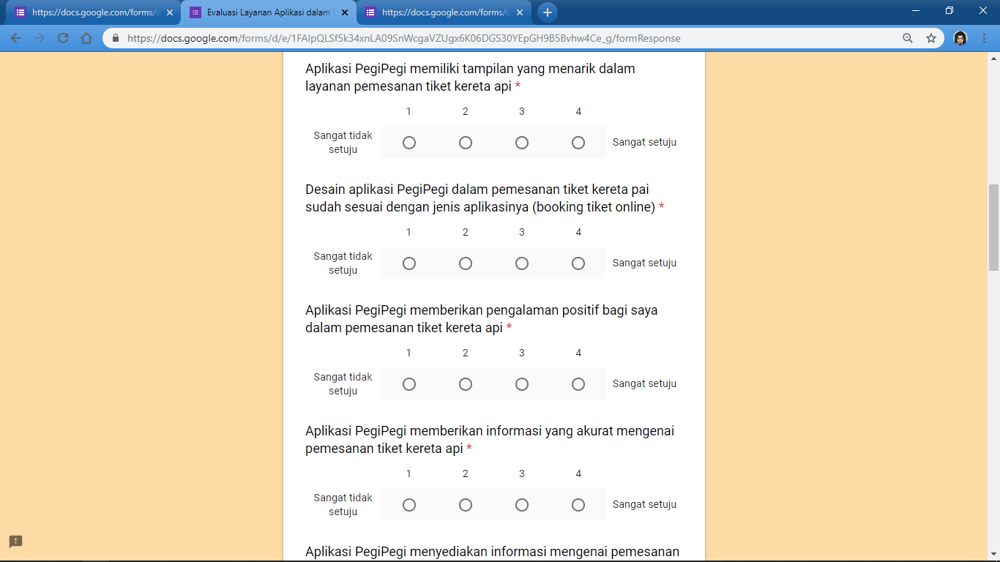 https://docs.google.com/forms/d
Evaluasi Layanan Aplikasi dalam
https://docs.google.com/forms/d
https://docs.google.com/forms/d/e/1FAIpQLSf5k34xnLA09SnWcgaVZUgx6K06DGS30YEpGH9B5Bvhw4Ce_g/formResponse
Aplikasi PegiPegi memiliki tampilan yang menarik dalam
layanan pemesanan tiket kereta api *
1 2 3 4
Sangat tidak
setuju
Sangat setuju
Desain aplikasi PegiPegi dalam pemesanan tiket kereta pai
sudah sesuai dengan jenis aplikasinya (booking tiket online) *
1 2 3 4
Sangat tidak
setuju
Sangat setuju
Aplikasi PegiPegi memberikan pengalaman positif bagi saya
dalam pemesanan tiket kereta api *
1 2 3 4
Sangat tidak
setuju
Sangat setuju
Aplikasi PegiPegi memberikan informasi yang akurat mengenai
pemesanan tiket kereta api *
1 2 3 4
Sangat tidak
setuju
Sangat setuju
Aplikasi PegiPegi menyediakan informasi mengenai pemesanan